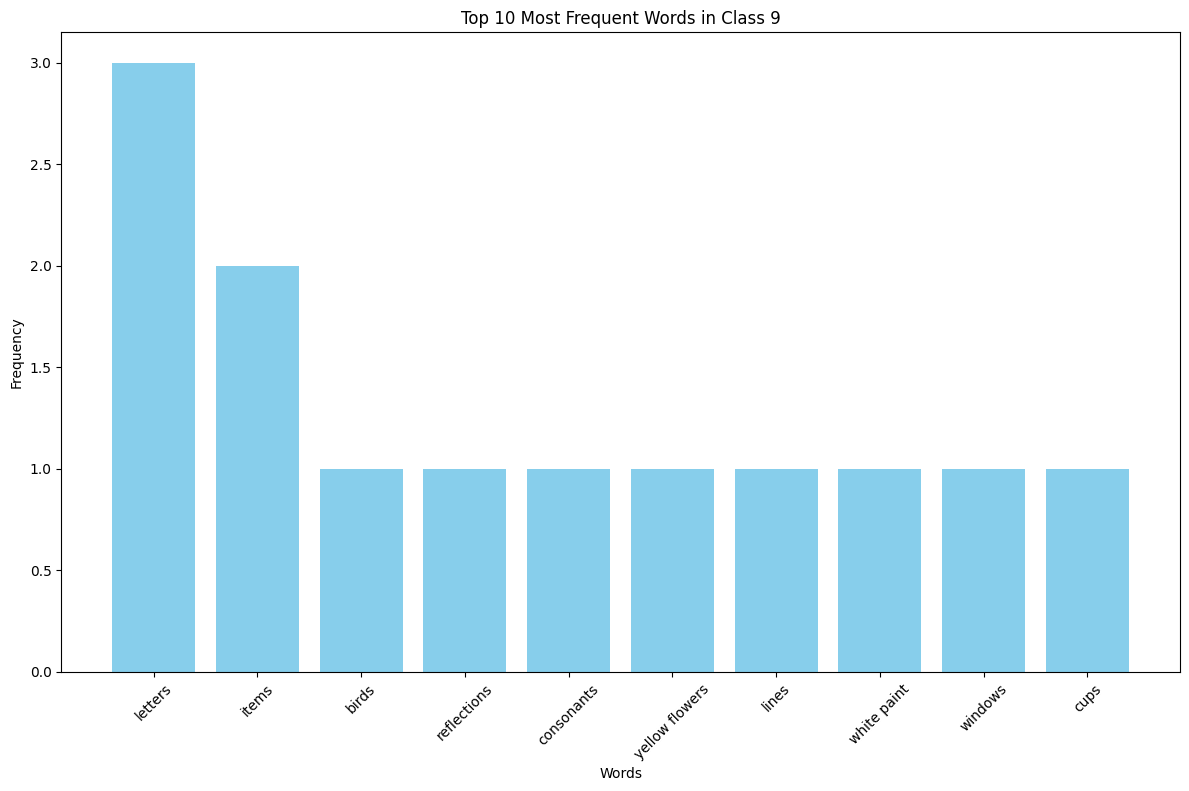 Top 10 Most Frequent Words in Class 9
Frequency
3.0
2.5
2.0
1.5
1.0
0.5
0.0
letters
items
birds
reflections
consonants
yellow flowers
lines
white paint
windows
cups
Words